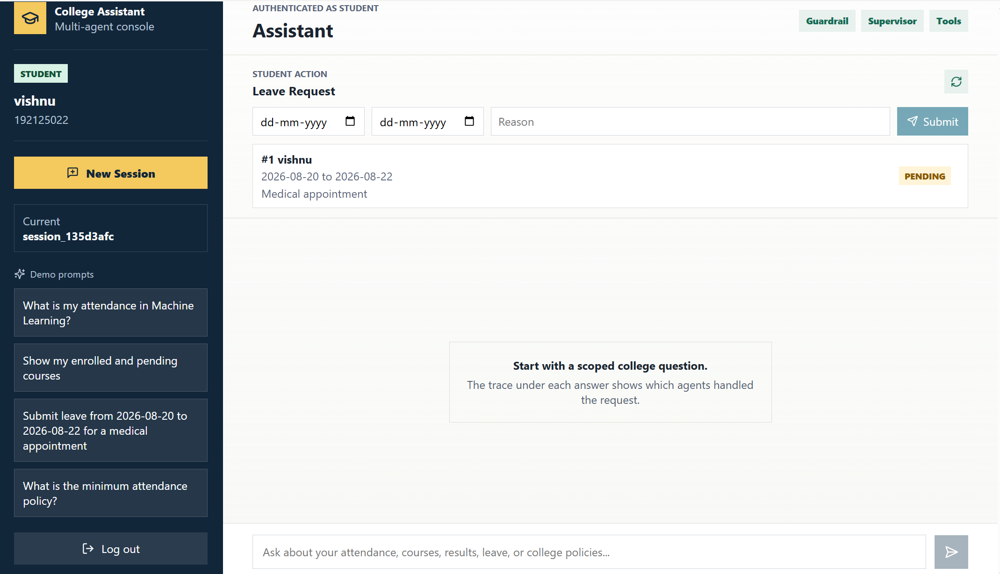 College Assistant
Multi-agent console
STUDENT
vishnu
192125022
New Session
Current
session_135d3afc
Demo prompts
What is my attendance in Machine
Learning?
Show my enrolled and pending
courses
Submit leave from 2026-08-20 to
2026-08-22 for a medical
appointment
What is the minimum attendance
policy?
Log out
AUTHENTICATED AS STUDENT
Assistant
Guardrail
Supervisor
Tools
STUDENT ACTION
Leave Request
dd-mm-yyyy
dd-mm-yyyy
Reason
Submit
#1 vishnu
2026-08-20 to 2026-08-22
Medical appointment
PENDING
Start with a scoped college question.
The trace under each answer shows which agents handled
the request.
Ask about your attendance, courses, results, leave, or college policies...